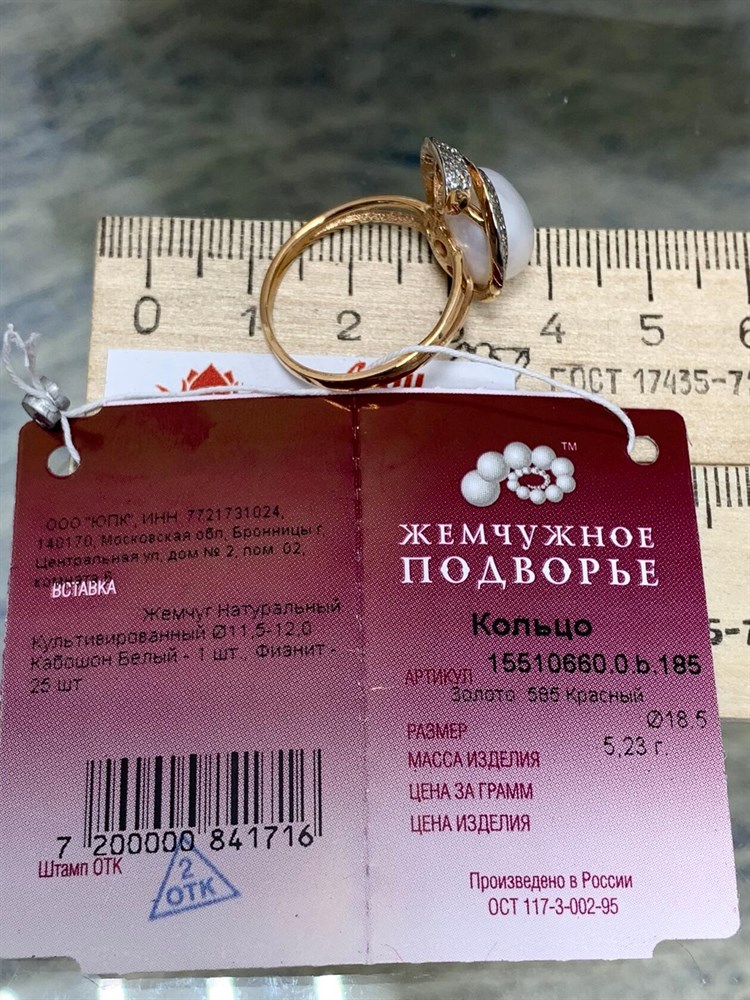 0 1 2 4 5 6
ГОСТ 17435-7
ООО "ЮПК", ИНН 7721731024,
140170, Московская обл, Бронницы г,
Центральная ул, дом № 2, пом. 02,
ВСТАВКА
Жемчуг Натуральный
Культивированный Ø11,5-12,0
Кабошон Белый - 1 шт., Фианит -
25 шт
7 200000 841716
Штамп ОТК
2
ОТК
TM
ЖЕМЧУЖНОЕ
ПОДВОРЬЕ
Кольцо
АРТИКУЛ 15510660.0.b.185
Золото 585 Красный
РАЗМЕР Ø18,5
МАССА ИЗДЕЛИЯ 5,23 г.
ЦЕНА ЗА ГРАММ
ЦЕНА ИЗДЕЛИЯ
Произведено в России
ОСТ 117-3-002-95